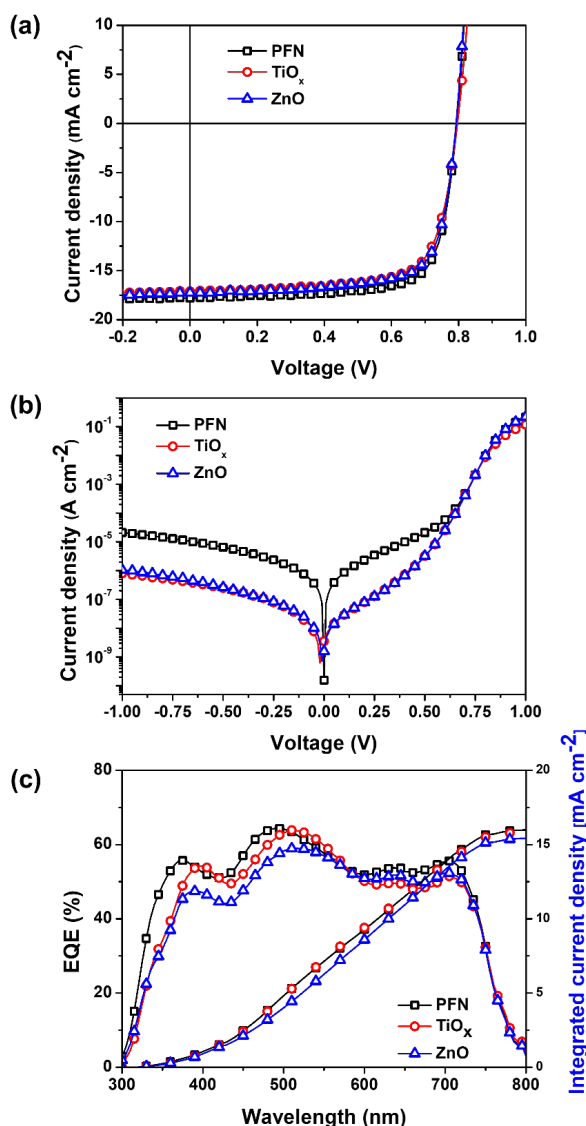 (a)
10
5
0
-5
-10
-15
-20
-0.2 0.0 0.2 0.4 0.6 0.8 1.0
Current density (mA cm-2)
Voltage (V)
PFN
TiOx
ZnO
(b)
10-1
10-3
10-5
10-7
10-9
-1.00 -0.75 -0.50 -0.25 0.00 0.25 0.50 0.75 1.00
Current density (A cm-2)
Voltage (V)
PFN
TiOx
ZnO
(c)
80
60
40
20
0
20
15
10
5
0
300 400 500 600 700 800
EQE (%)
Integrated current density [mA cm-2]
Wavelength (nm)
PFN
TiOx
ZnO